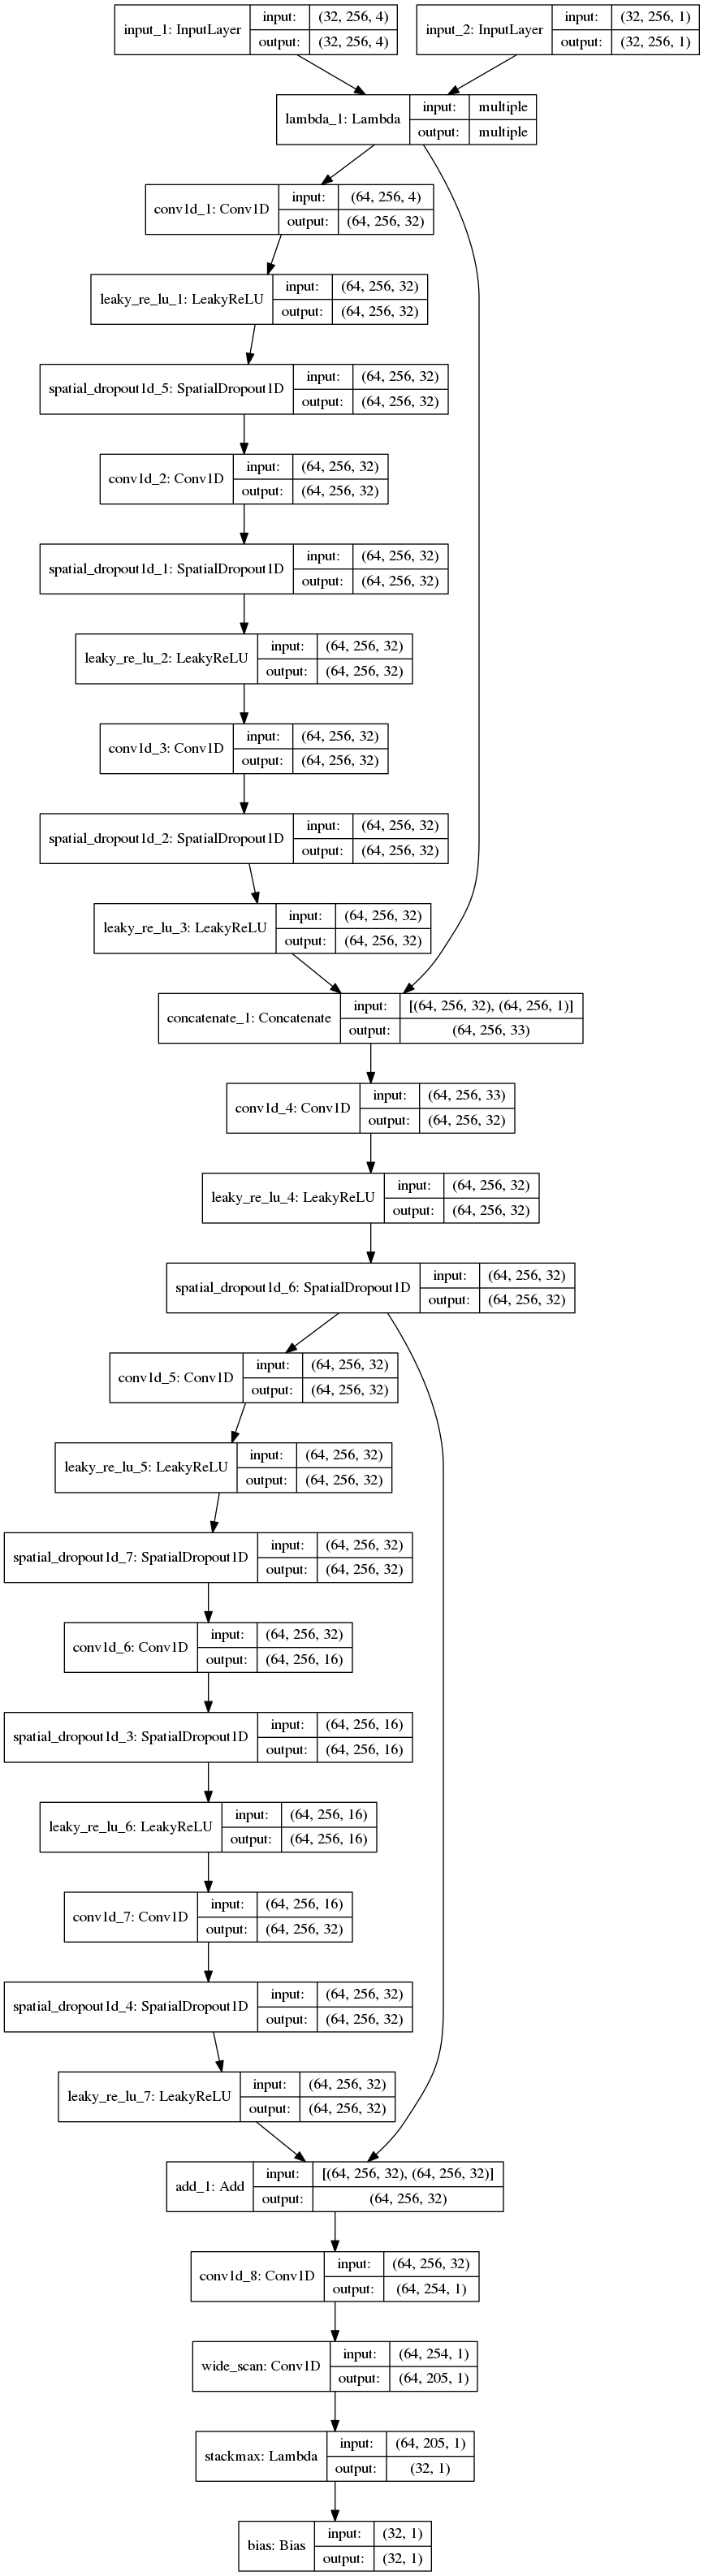 input_1: InputLayer input: (32, 256, 4)
output: (32, 256, 4)
input_2: InputLayer input: (32, 256, 1)
output: (32, 256, 1)
lambda_1: Lambda input: multiple
output: multiple
conv1d_1: Conv1D input: (64, 256, 4)
output: (64, 256, 32)
leaky_re_lu_1: LeakyReLU input: (64, 256, 32)
output: (64, 256, 32)
spatial_dropout1d_5: SpatialDropout1D input: (64, 256, 32)
output: (64, 256, 32)
conv1d_2: Conv1D input: (64, 256, 32)
output: (64, 256, 32)
spatial_dropout1d_1: SpatialDropout1D input: (64, 256, 32)
output: (64, 256, 32)
leaky_re_lu_2: LeakyReLU input: (64, 256, 32)
output: (64, 256, 32)
conv1d_3: Conv1D input: (64, 256, 32)
output: (64, 256, 32)
spatial_dropout1d_2: SpatialDropout1D input: (64, 256, 32)
output: (64, 256, 32)
leaky_re_lu_3: LeakyReLU input: (64, 256, 32)
output: (64, 256, 32)
concatenate_1: Concatenate input: [(64, 256, 32), (64, 256, 1)]
output: (64, 256, 33)
conv1d_4: Conv1D input: (64, 256, 33)
output: (64, 256, 32)
leaky_re_lu_4: LeakyReLU input: (64, 256, 32)
output: (64, 256, 32)
spatial_dropout1d_6: SpatialDropout1D input: (64, 256, 32)
output: (64, 256, 32)
conv1d_5: Conv1D input: (64, 256, 32)
output: (64, 256, 32)
leaky_re_lu_5: LeakyReLU input: (64, 256, 32)
output: (64, 256, 32)
spatial_dropout1d_7: SpatialDropout1D input: (64, 256, 32)
output: (64, 256, 32)
conv1d_6: Conv1D input: (64, 256, 32)
output: (64, 256, 16)
spatial_dropout1d_3: SpatialDropout1D input: (64, 256, 16)
output: (64, 256, 16)
leaky_re_lu_6: LeakyReLU input: (64, 256, 16)
output: (64, 256, 16)
conv1d_7: Conv1D input: (64, 256, 16)
output: (64, 256, 32)
spatial_dropout1d_4: SpatialDropout1D input: (64, 256, 32)
output: (64, 256, 32)
leaky_re_lu_7: LeakyReLU input: (64, 256, 32)
output: (64, 256, 32)
add_1: Add input: [(64, 256, 32), (64, 256, 32)]
output: (64, 256, 32)
conv1d_8: Conv1D input: (64, 256, 32)
output: (64, 254, 1)
wide_scan: Conv1D input: (64, 254, 1)
output: (64, 205, 1)
stackmax: Lambda input: (64, 205, 1)
output: (32, 1)
bias: Bias input: (32, 1)
output: (32, 1)